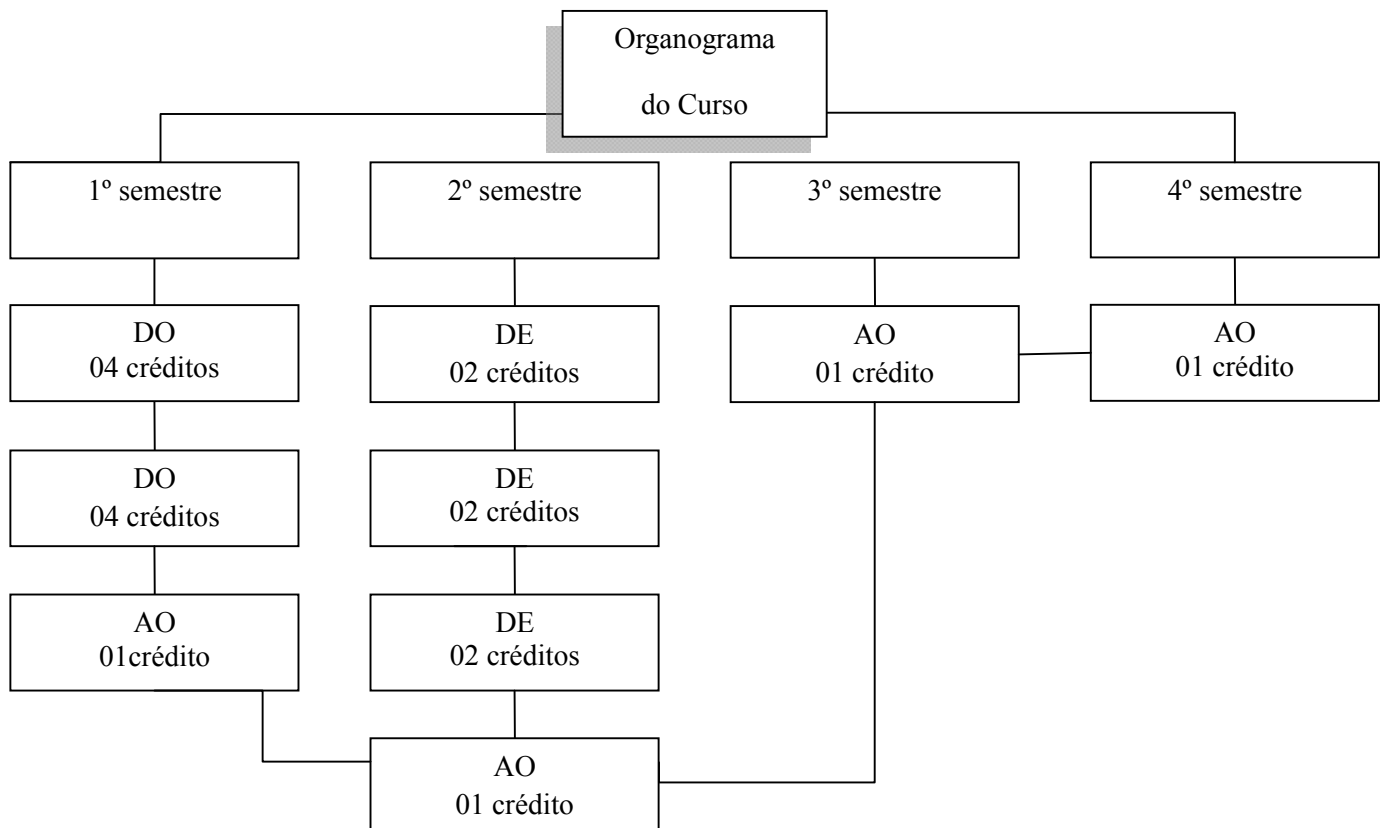 Organograma
do Curso
1º semestre
2º semestre
3º semestre
4º semestre
DO
04 créditos
DE
02 créditos
AO
01 crédito
AO
01 crédito
DO
04 créditos
DE
02 créditos
AO
01crédito
DE
02 créditos
AO
01 crédito